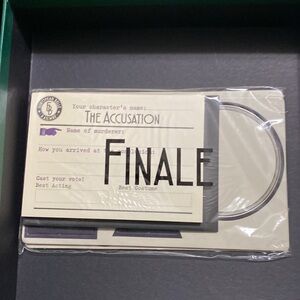 Your character's name:
THE ACCUSATION
Name of murderer:
How you arrived at
FINALE
Cast your vote!
Best Acting Best Costume